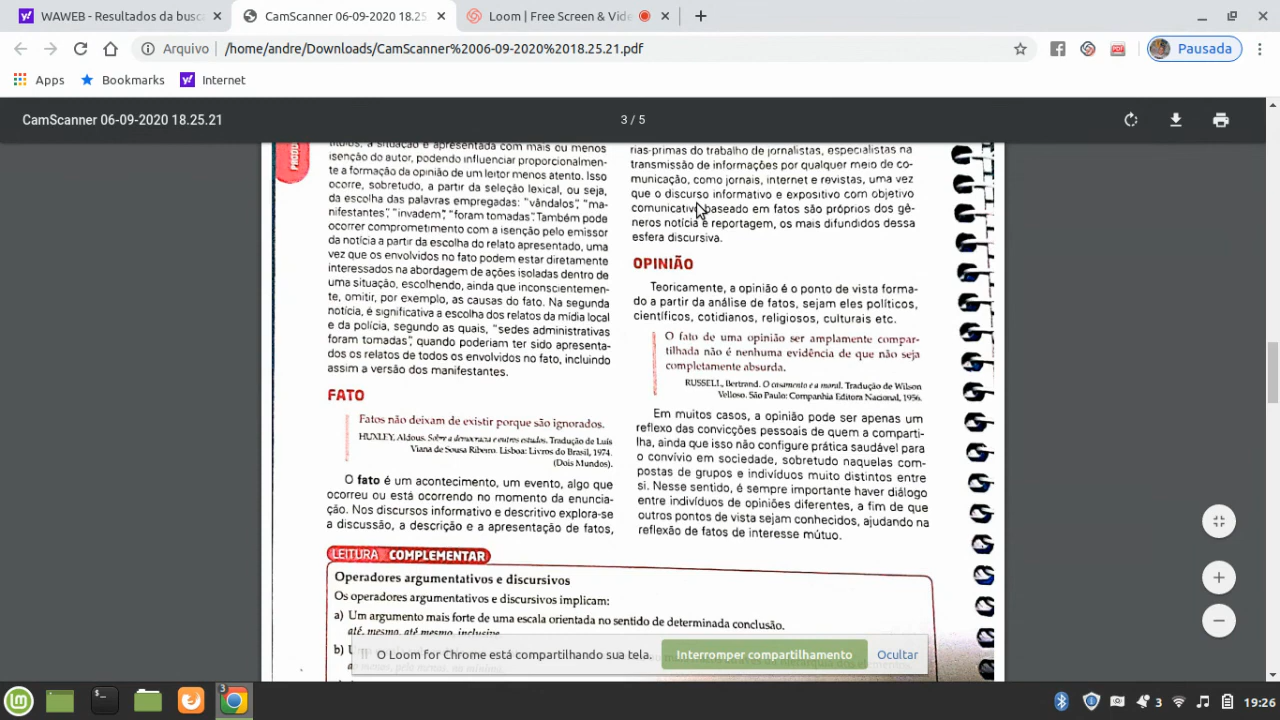 WAWEB - Resultados da busca
CamScanner 06-09-2020 18.25
Loom | Free Screen & Vide
Arquivo
/home/andre/Downloads/CamScanner%2006-09-2020%2018.25.21.pdf
Pausada
Apps
Bookmarks
Internet
CamScanner 06-09-2020 18.25.21
3 / 5
PRODU
títulos, a situação é apresentada com mais ou menos
isenção do autor, podendo influenciar proporcionalmen-
te a formação da opinião de um leitor menos atento. Isso
ocorre, sobretudo, a partir da seleção lexical, ou seja,
da escolha das palavras empregadas: "vândalos", "ma-
nifestantes", "invadem", "foram tomadas". Também pode
ocorrer comprometimento com a isenção pelo emissor
da notícia a partir da escolha do relato apresentado, uma
vez que os envolvidos no fato podem estar diretamente
interessados na abordagem de ações isoladas dentro de
uma situação, escolhendo, ainda que inconscientemen-
te, omitir, por exemplo, as causas do fato. Na segunda
notícia, é significativa a escolha dos relatos da mídia local
e da polícia, segundo as quais, "sedes administrativas
foram tomadas", quando poderiam ter sido apresenta-
dos os relatos de todos os envolvidos no fato, incluindo
assim a versão dos manifestantes.
FATO
Fatos não deixam de existir porque são ignorados.
HUXLEY, Aldous. Sobre a democracia e outros estudos. Tradução de Luís
Viana de Sousa Ribeiro. Lisboa: Livros do Brasil, 1974.
(Dois Mundos).
O fato é um acontecimento, um evento, algo que
ocorreu ou está ocorrendo no momento da enuncia-
ção. Nos discursos informativo e descritivo explora-se
a discussão, a descrição e a apresentação de fatos,
rias-primas do trabalho de jornalistas, especialistas na
transmissão de informações por qualquer meio de co-
municação, como jornais, internet e revistas, uma vez
que o discurso informativo e expositivo com objetivo
comunicativo baseado em fatos são próprios dos gê-
neros notícia e reportagem, os mais difundidos dessa
esfera discursiva.
OPINIÃO
Teoricamente, a opinião é o ponto de vista forma-
do a partir da análise de fatos, sejam eles políticos,
científicos, cotidianos, religiosos, culturais etc.
O fato de uma opinião ser amplamente compar-
tilhada não é nenhuma evidência de que não seja
completamente absurda.
RUSSELL, Bertrand. O casamento e a moral. Tradução de Wilson
Velloso. São Paulo: Companhia Editora Nacional, 1956.
Em muitos casos, a opinião pode ser apenas um
reflexo das convicções pessoais de quem a comparti-
lha, ainda que isso não configure prática saudável para
o convívio em sociedade, sobretudo naquelas com-
postas de grupos e indivíduos muito distintos entre
si. Nesse sentido, é sempre importante haver diálogo
entre indivíduos de opiniões diferentes, a fim de que
outros pontos de vista sejam conhecidos, ajudando na
reflexão de fatos de interesse mútuo.
LEITURA COMPLEMENTAR
Operadores argumentativos e discursivos
Os operadores argumentativos e discursivos implicam:
a) Um argumento mais forte de uma escala orientada no sentido de determinada conclusão.
até, mesmo, até mesmo, inclusive
b) U
O Loom for Chrome está compartilhando sua tela.
Interromper compartilhamento
Ocultar
3
3
19:26